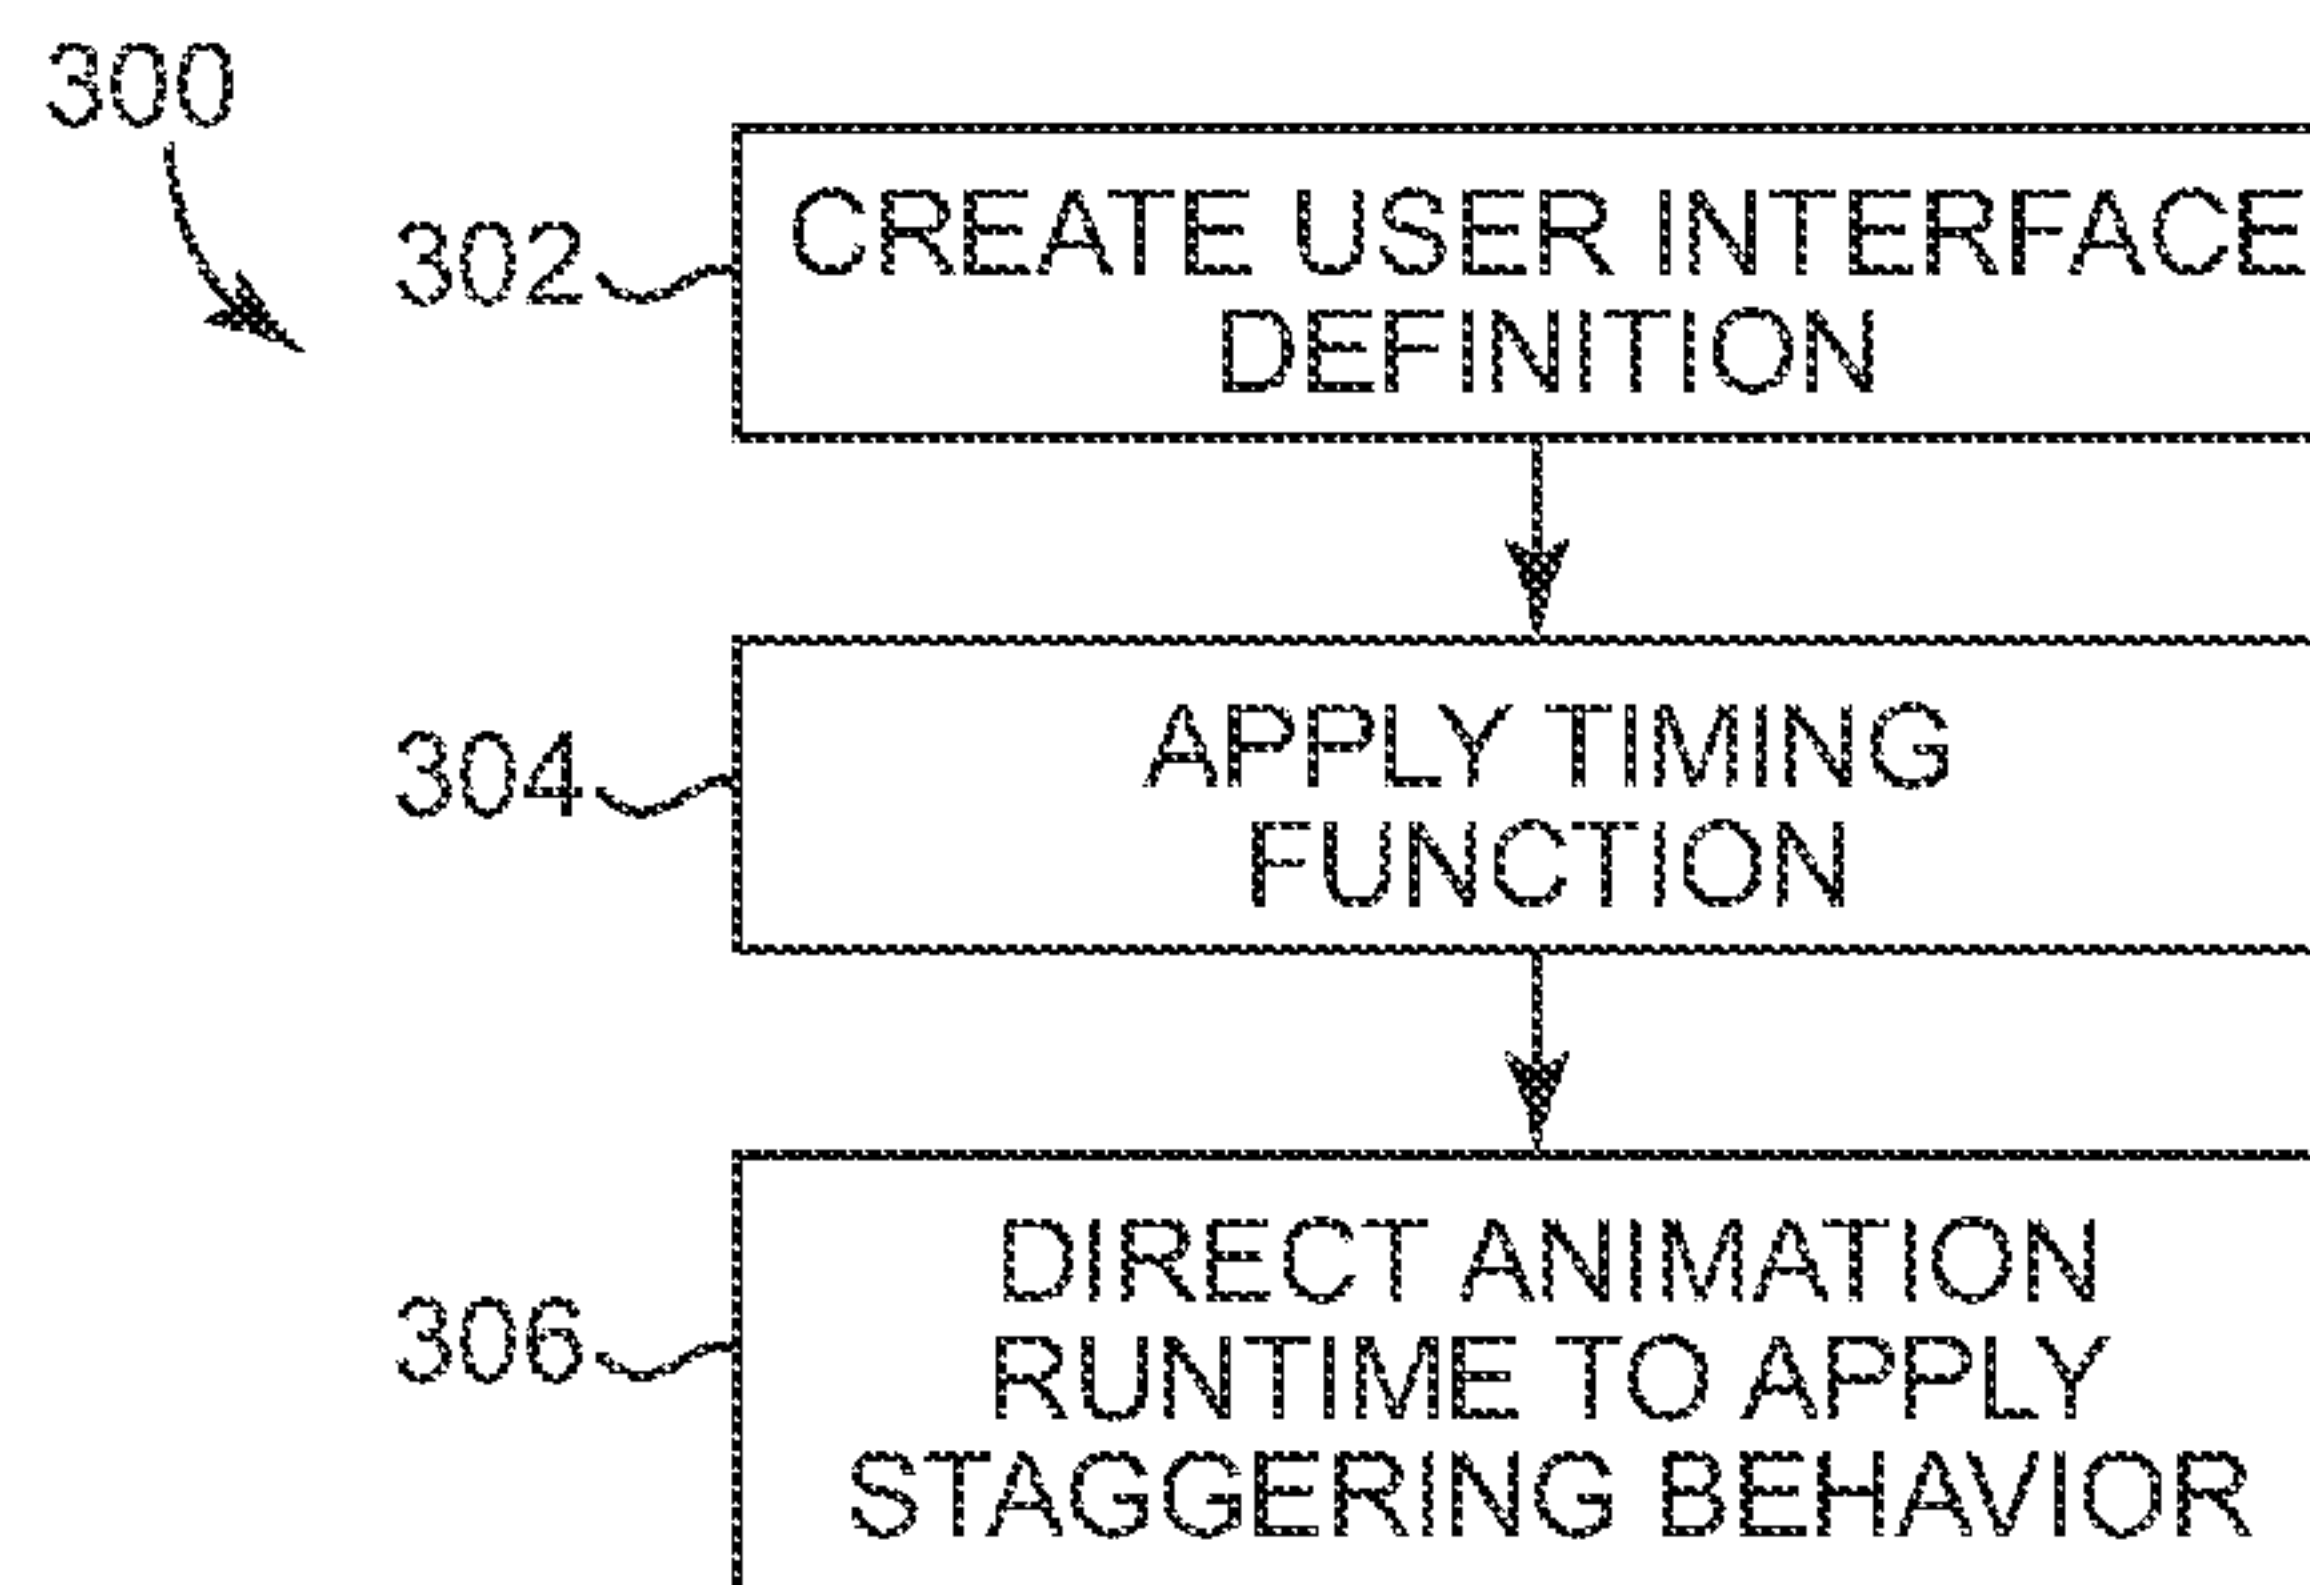 300
302
CREATE USER INTERFACE
DEFINITION
304
APPLY TIMING
FUNCTION
306
DIRECT ANIMATION
RUNTIME TO APPLY
STAGGERING BEHAVIOR